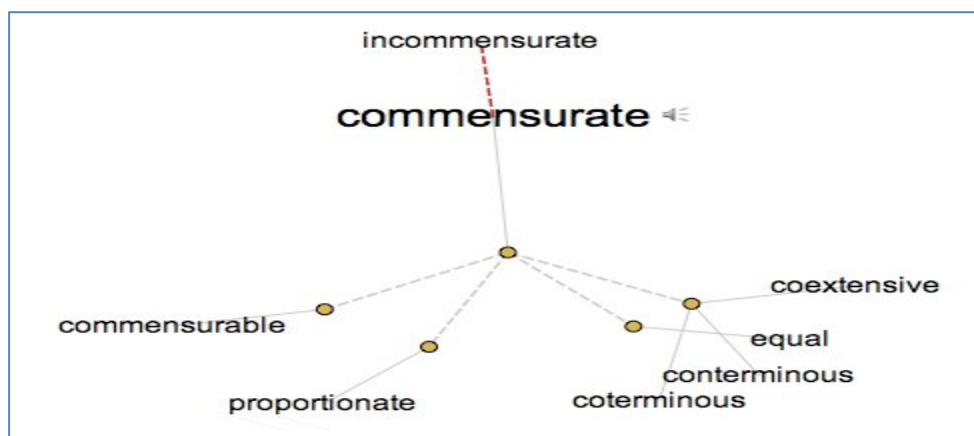 incommensurate
commensurate
coextensive
commensurable
equal
conterminous
proportionate
coterminous